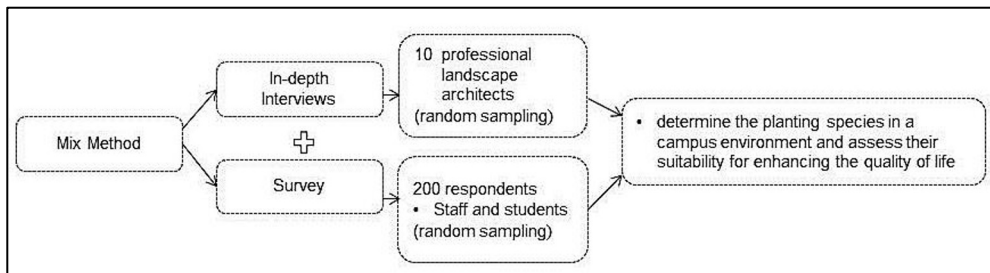 Mix Method
In-depth
Interviews
Survey
10 professional
landscape
architects
(random sampling)
200 respondents
• Staff and students
(random sampling)
• determine the planting species in a
campus environment and assess their
suitability for enhancing the quality of life